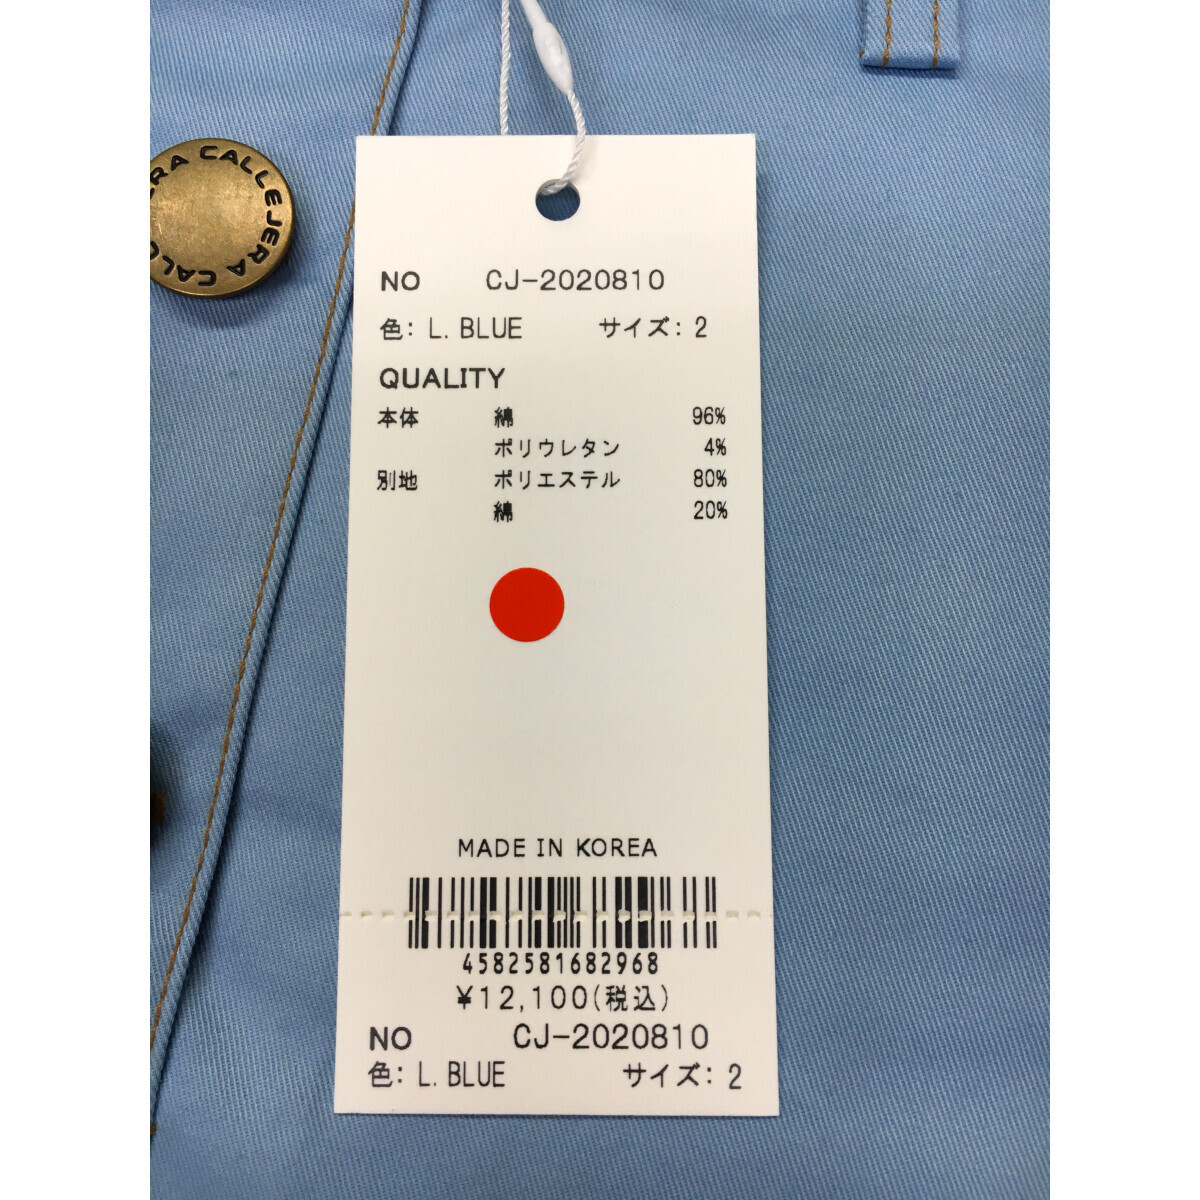 CALLEJERA
NO CJ-2020810
色: L. BLUE サイズ: 2
QUALITY
本体 綿 96%
ポリウレタン 4%
別地 ポリエステル 80%
綿 20%
MADE IN KOREA
4582581682968
¥12,100(税込)
NO CJ-2020810
色: L. BLUE サイズ: 2